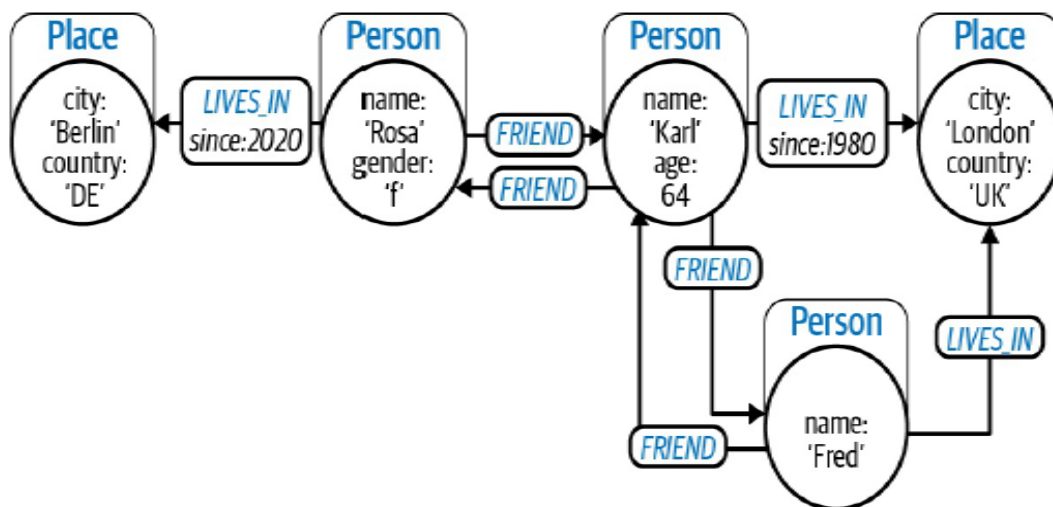 Place
city:
'Berlin'
country:
'DE'
LIVES_IN
since:2020
Person
name:
'Rosa'
gender:
'f'
FRIEND
FRIEND
Person
name:
'Karl'
age:
64
LIVES_IN
since:1980
Place
city:
'London'
country:
'UK'
FRIEND
Person
name:
'Fred'
FRIEND
LIVES_IN